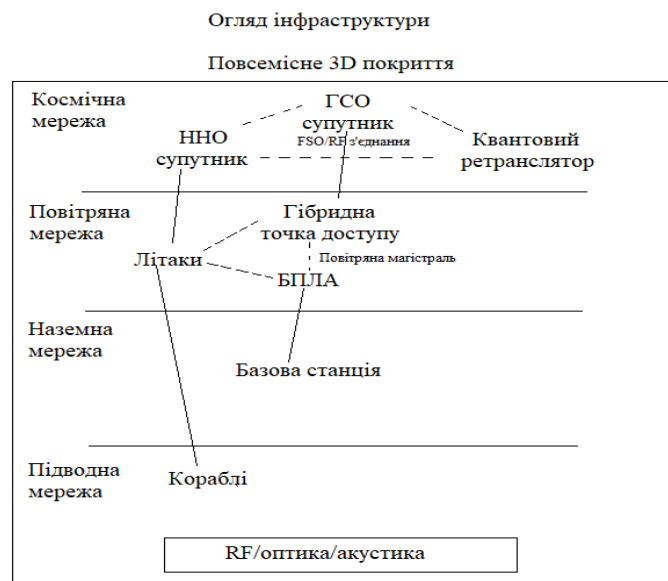 Огляд інфраструктури
Повсемісне 3D покриття
Космічна
мережа
ГСО
супутник
ННО
супутник
FSO/RF з'єднання
Квантовий
ретранслятор
Повітряна
мережа
Гібридна
точка доступу
Літаки
Повітряна магістраль
БПЛА
Наземна
мережа
Базова станція
Підводна
мережа
Кораблі
RF/оптика/акустика